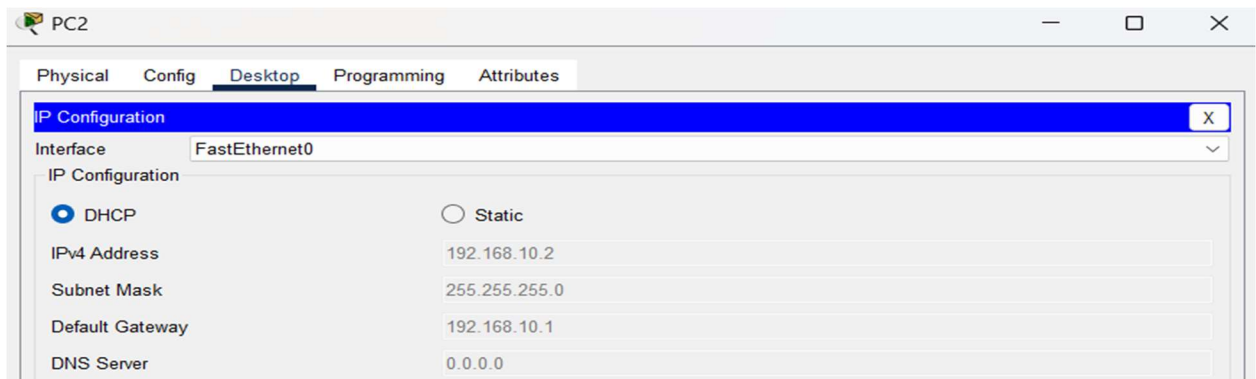 PC2
Physical Config Desktop Programming Attributes
IP Configuration X
Interface FastEthernet0
IP Configuration
DHCP Static
IPv4 Address 192.168.10.2
Subnet Mask 255.255.255.0
Default Gateway 192.168.10.1
DNS Server 0.0.0.0